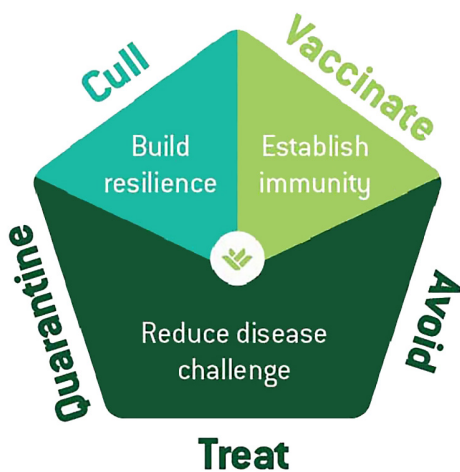 Cull
Vaccinate
Build
resilience
Establish
immunity
Quarantine
Reduce disease
challenge
Avoid
Treat